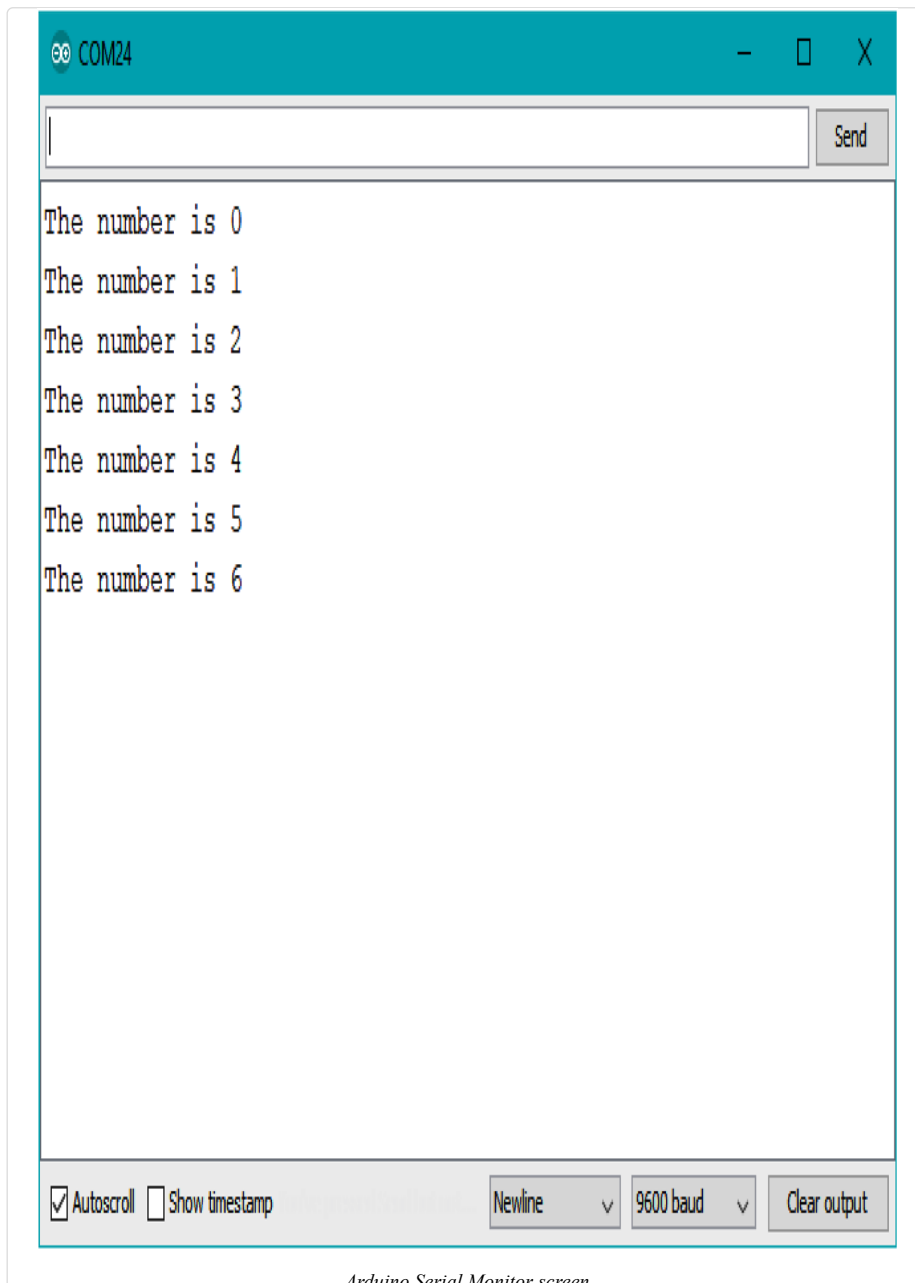 COM24
Send
The number is 0
The number is 1
The number is 2
The number is 3
The number is 4
The number is 5
The number is 6
Autoscroll Show timestamp Newline 9600 baud Clear output
Arduino Serial Monitor screen